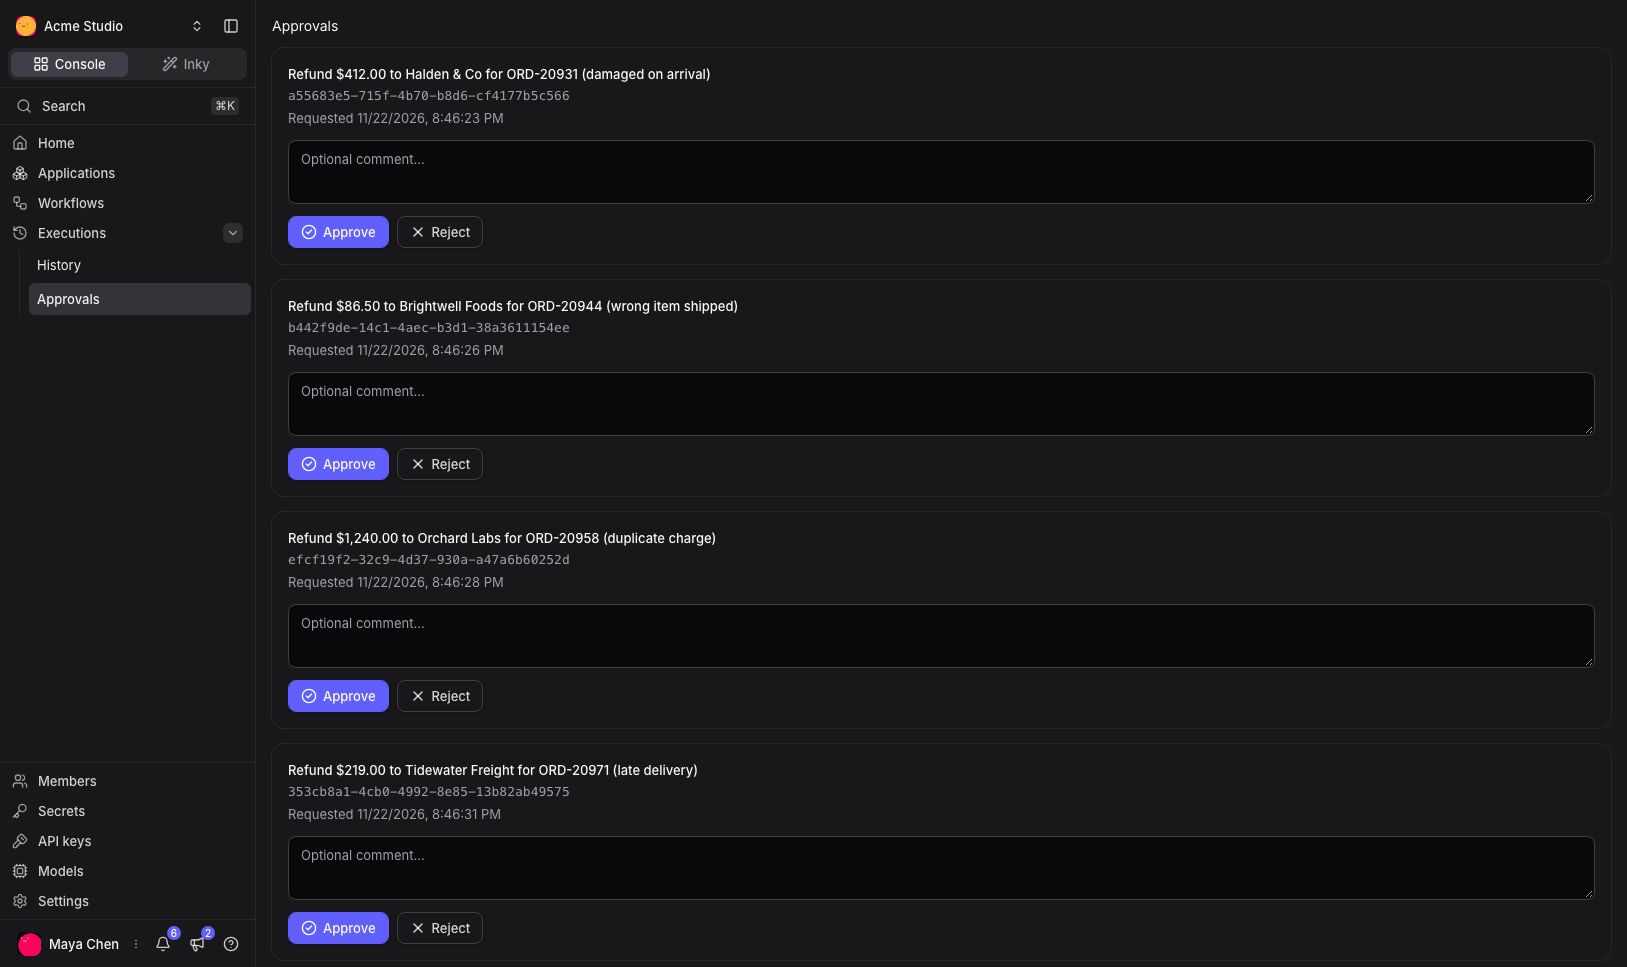 Acme Studio
Console
Inky
Search
⌘K
Home
Applications
Workflows
Executions
History
Approvals
Members
Secrets
API keys
Models
Settings
Maya Chen
6
2
Approvals
Refund $412.00 to Halden & Co for ORD-20931 (damaged on arrival)
a55683e5-715f-4b70-b8d6-cf4177b5c566
Requested 11/22/2026, 8:46:23 PM
Optional comment...
Approve
Reject
Refund $86.50 to Brightwell Foods for ORD-20944 (wrong item shipped)
b442f9de-14c1-4aec-b3d1-38a3611154ee
Requested 11/22/2026, 8:46:26 PM
Optional comment...
Approve
Reject
Refund $1,240.00 to Orchard Labs for ORD-20958 (duplicate charge)
efcf19f2-32c9-4d37-930a-a47a6b60252d
Requested 11/22/2026, 8:46:28 PM
Optional comment...
Approve
Reject
Refund $219.00 to Tidewater Freight for ORD-20971 (late delivery)
353cb8a1-4cb0-4992-8e85-13b82ab49575
Requested 11/22/2026, 8:46:31 PM
Optional comment...
Approve
Reject